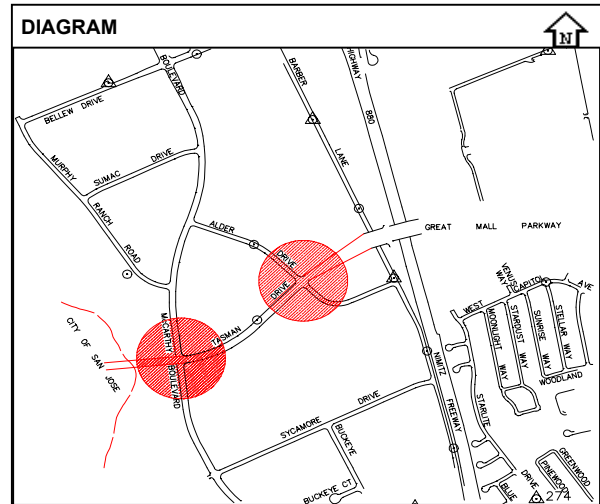 DIAGRAM
N
BELLEW DRIVE
BOULEVARD
BARBER
LANE
HIGHWAY
880
MURPHY
RANCH
ROAD
SUMAC DRIVE
ALDER
DRIVE
GREAT MALL PARKWAY
TASMAN
DRIVE
McCARTHY
BOULEVARD
CITY OF SAN JOSE
NIMITZ
FREEWAY
VENUS
WAY
WEST CAPITOL AVE
MOONLIGHT WAY
STARDUST WAY
SUNRISE WAY
STELLAR WAY
WOODLAND
STARLITE
DRIVE
SYCAMORE DRIVE
BUCKEYE
BUCKEYE CT
BLUE
PINEWOOD
GREENWOOD
274